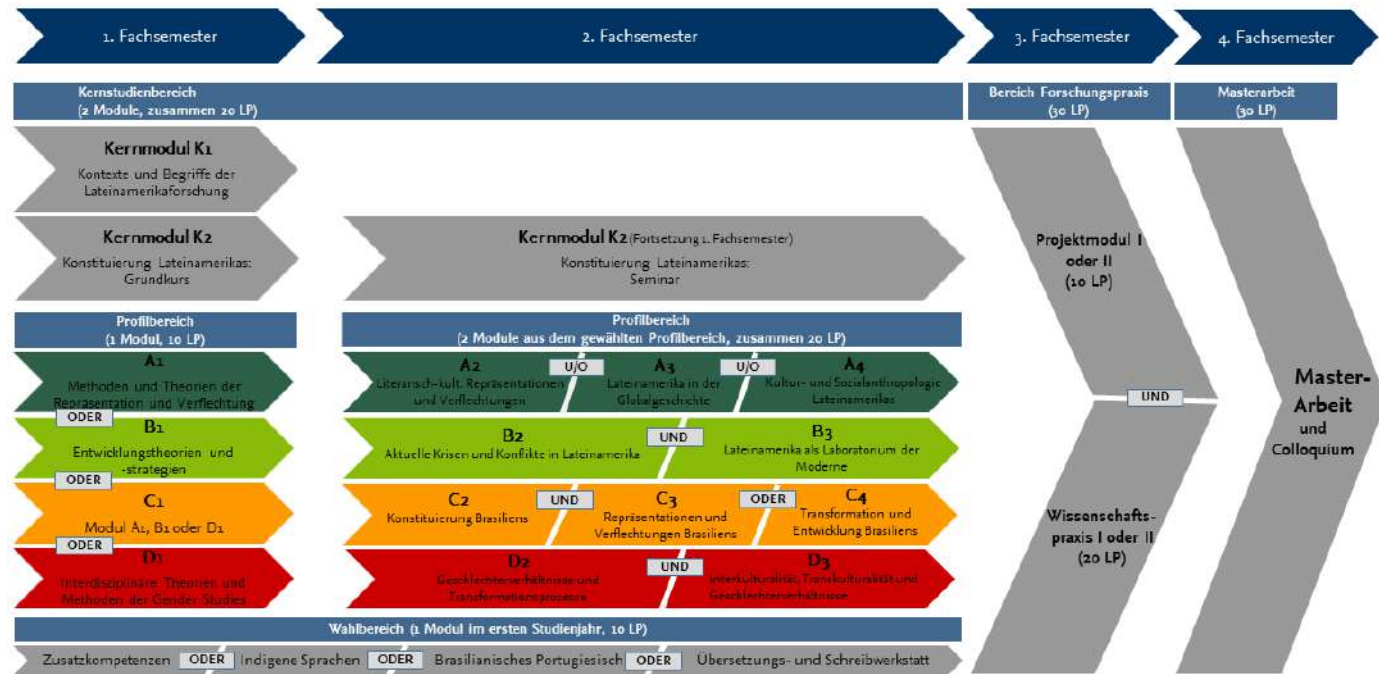 1. Fachsemester
2. Fachsemester
3. Fachsemester
4. Fachsemester
Kernstudienbereich
(2 Module, zusammen 20 LP)
Bereich Forschungspraxis
(30 LP)
Masterarbeit
(30 LP)
Kernmodul K1
Kontexte und Begriffe der
Lateinamerikaforschung
Kernmodul K2
Konstituierung Lateinamerikas:
Grundkurs
Kernmodul K2 (Fortsetzung 1. Fachsemester)
Konstituierung Lateinamerikas:
Seminar
Projektmodul I
oder II
(10 LP)
UND
Wissenschafts-
praxis I oder II
(20 LP)
Master-
Arbeit
und
Colloquium
Profilbereich
(1 Modul, 10 LP)
Profilbereich
(2 Module aus dem gewählten Profilbereich, zusammen 20 LP)
A1
Methoden und Theorien der
Repräsentation und Verflechtung
A2
Literarisch-kult. Repräsentationen
und Verflechtungen
U/O
A3
Lateinamerika in der
Globalgeschichte
U/O
A4
Kultur- und Sozialanthropologie
Lateinamerikas
ODER
B1
Entwicklungstheorien und
-strategien
B2
Aktuelle Krisen und Konflikte in Lateinamerika
UND
B3
Lateinamerika als Laboratorium der
Moderne
ODER
C1
Modul A1, B1 oder D1
C2
Konstituierung Brasiliens
UND
C3
Repräsentationen und
Verflechtungen Brasiliens
ODER
C4
Transformation und
Entwicklung Brasiliens
ODER
D1
Interdisziplinäre Theorien und
Methoden der Gender Studies
D2
Geschlechterverhältnisse und
Transformationsprozesse
UND
D3
Interkulturalität, Transkulturalität und
Geschlechterverhältnisse
Wahlbereich (1 Modul im ersten Studienjahr, 10 LP)
Zusatzkompetenzen ODER Indigene Sprachen ODER Brasilianisches Portugiesisch ODER Übersetzungs- und Schreibwerkstatt